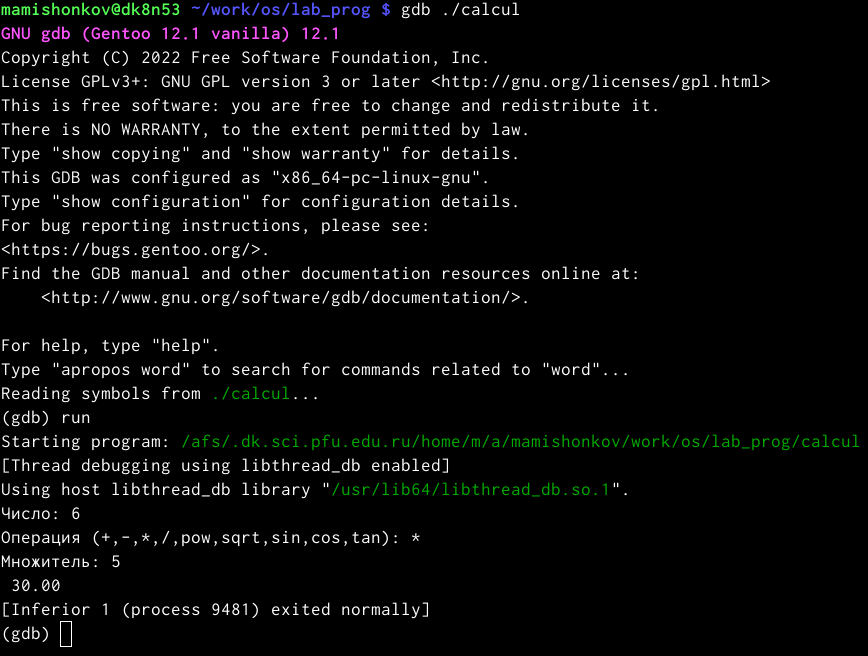 mamishonkov@dk8n53 ~/work/os/lab_prog $ gdb ./calcul
GNU gdb (Gentoo 12.1 vanilla) 12.1
Copyright (C) 2022 Free Software Foundation, Inc.
License GPLv3+: GNU GPL version 3 or later <http://gnu.org/licenses/gpl.html>
This is free software: you are free to change and redistribute it.
There is NO WARRANTY, to the extent permitted by law.
Type "show copying" and "show warranty" for details.
This GDB was configured as "x86_64-pc-linux-gnu".
Type "show configuration" for configuration details.
For bug reporting instructions, please see:
<https://bugs.gentoo.org/>.
Find the GDB manual and other documentation resources online at:
    <http://www.gnu.org/software/gdb/documentation/>.

For help, type "help".
Type "apropos word" to search for commands related to "word"...
Reading symbols from ./calcul...
(gdb) run
Starting program: /afs/.dk.sci.pfu.edu.ru/home/m/a/mamishonkov/work/os/lab_prog/calcul
[Thread debugging using libthread_db enabled]
Using host libthread_db library "/usr/lib64/libthread_db.so.1".
Число: 6
Операция (+,-,*,/,pow,sqrt,sin,cos,tan): *
Множитель: 5
 30.00
[Inferior 1 (process 9481) exited normally]
(gdb)